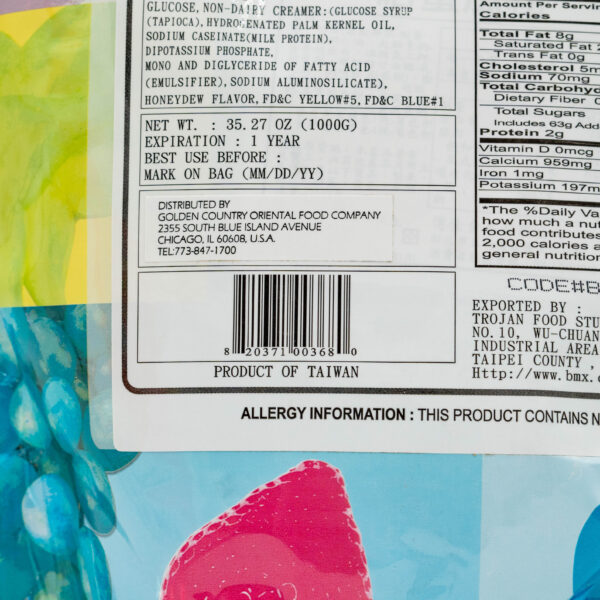 GLUCOSE, NON-DAIRY CREAMER:(GLUCOSE SYRUP
(TAPIOCA), HYDROGENATED PALM KERNEL OIL,
SODIUM CASEINATE(MILK PROTEIN),
DIPOTASSIUM PHOSPHATE,
MONO AND DIGLYCERIDE OF FATTY ACID
(EMULSIFIER), SODIUM ALUMINOSILICATE),
HONEYDEW FLAVOR, FD&C YELLOW#5, FD&C BLUE#1
NET WT. : 35.27 OZ (1000G)
EXPIRATION : 1 YEAR
BEST USE BEFORE :
MARK ON BAG (MM/DD/YY)
DISTRIBUTED BY
GOLDEN COUNTRY ORIENTAL FOOD COMPANY
2355 SOUTH BLUE ISLAND AVENUE
CHICAGO, IL 60608, U.S.A.
TEL:773-847-1700
8 20371 00368 0
PRODUCT OF TAIWAN
Amount Per Servin
Calories
Total Fat 8g
Saturated Fat
Trans Fat 0g
Cholesterol 5m
Sodium 70mg
Total Carbohyd
Dietary Fiber
Total Sugars
Includes 63g Add
Protein 2g
Vitamin D 0mcg
Calcium 959mg
Iron 1mg
Potassium 197m
*The %Daily Va
how much a nut
food contributes
2,000 calories a
general nutrition
CODE#B
EXPORTED BY :
TROJAN FOOD STU
NO.10, WU-CHUAN
INDUSTRIAL AREA
TAIPEI COUNTY ,
Http://www.bmx.
ALLERGY INFORMATION : THIS PRODUCT CONTAINS